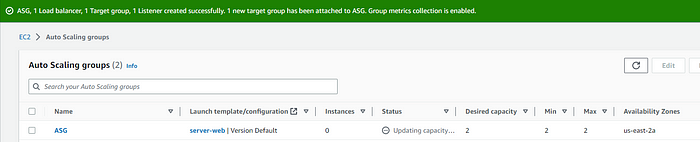 ASG, 1 Load balancer, 1 Target group, 1 Listener created successfully. 1 new target group has been attached to ASG. Group metrics collection is enabled.
EC2 > Auto Scaling groups
Auto Scaling groups (2) Info
Edit
Search your Auto Scaling groups
Name Launch template/configuration Instances Status Desired capacity Min Max Availability Zones
ASG server-web | Version Default 0 Updating capacity... 2 2 2 us-east-2a